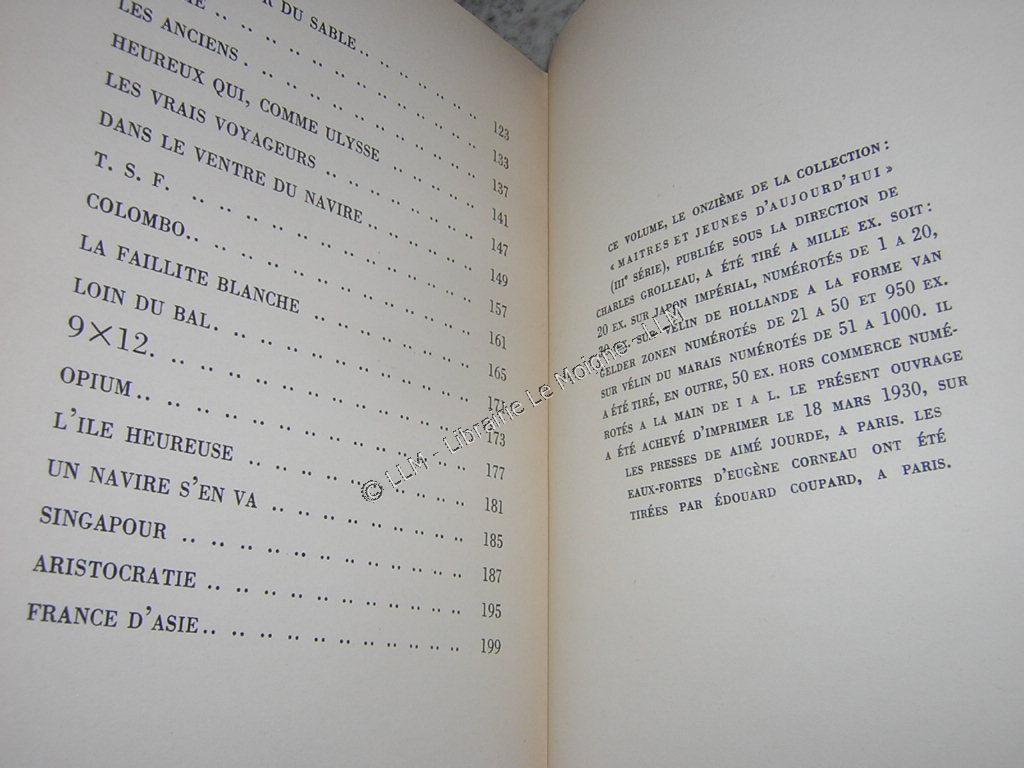 DU SABLE .. .. .. .. .. 123
.. .. .. .. .. .. .. .. .. 133
LES ANCIENS . .. .. .. .. .. .. .. 137
HEUREUX QUI, COMME ULYSSE .. .. .. .. 141
LES VRAIS VOYAGEURS .. .. .. .. .. 147
DANS LE VENTRE DU NAVIRE .. .. .. .. 149
T. S. F. .. .. .. .. .. .. .. .. .. 157
COLOMBO .. .. .. .. .. .. .. .. .. 161
LA FAILLITE BLANCHE .. .. .. .. .. .. 165
LOIN DU BAL. .. .. .. .. .. .. .. .. 171
9×12. .. .. .. .. .. .. .. .. .. .. 173
OPIUM .. .. .. .. .. .. .. .. .. .. 177
L'ILE HEUREUSE .. .. .. .. .. .. .. .. 181
UN NAVIRE S'EN VA .. .. .. .. .. .. .. 185
SINGAPOUR .. .. .. .. .. .. .. .. .. .. 187
ARISTOCRATIE .. .. .. .. .. .. .. .. .. 195
FRANCE D'ASIE .. .. .. .. .. .. .. .. .. 199
CE VOLUME, LE ONZIÈME DE LA COLLECTION :
« MAITRES ET JEUNES D'AUJOURD'HUI »
(IIIe SÉRIE), PUBLIÉE SOUS LA DIRECTION DE
CHARLES GROLLEAU, A ÉTÉ TIRÉ A MILLE EX. SOIT :
20 EX. SUR JAPON IMPÉRIAL, NUMÉROTÉS DE 1 A 20,
30 EX. SUR VÉLIN DE HOLLANDE A LA FORME VAN
GELDER ZONEN NUMÉROTÉS DE 21 A 50 ET 950 EX.
SUR VÉLIN DU MARAIS NUMÉROTÉS DE 51 A 1000. IL
A ÉTÉ TIRÉ, EN OUTRE, 50 EX. HORS COMMERCE NUMÉ-
ROTÉS A LA MAIN DE I A L. LE PRÉSENT OUVRAGE
A ÉTÉ ACHEVÉ D'IMPRIMER LE 18 MARS 1930, SUR
LES PRESSES DE AIMÉ JOURDE, A PARIS. LES
EAUX-FORTES D'EUGÈNE CORNEAU ONT ÉTÉ
TIRÉES PAR ÉDOUARD COUPARD, A PARIS.
© LLM - Librairie Le Moigne - LLM